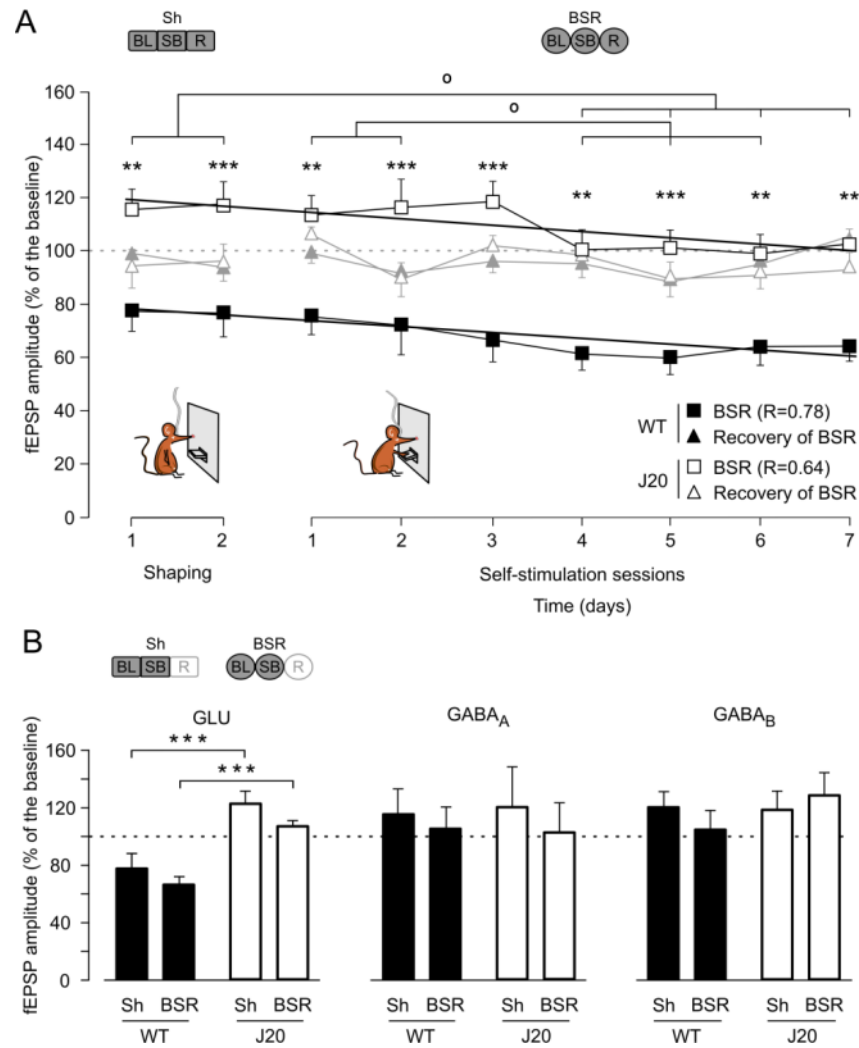 A
Sh
BSR
BL SB R
BL SB R
fEPSP amplitude (% of the baseline)
160
140
120
100
80
60
40
20
0
o
o
** *** ** *** *** ** *** ** **
WT
BSR (R=0.78)
Recovery of BSR
J20
BSR (R=0.64)
Recovery of BSR
1 2 1 2 3 4 5 6 7
Shaping
Self-stimulation sessions
Time (days)
B
Sh
BSR
BL SB R
BL SB R
GLU
GABA_A
GABA_B
fEPSP amplitude (% of the baseline)
160
120
80
40
0
***
***
Sh BSR Sh BSR Sh BSR Sh BSR Sh BSR Sh BSR
WT J20 WT J20 WT J20